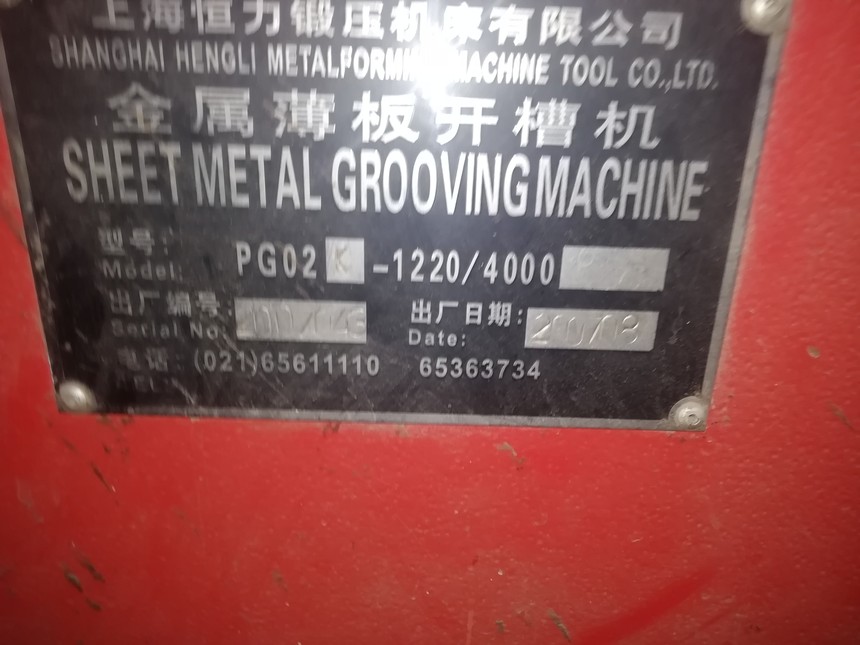 上海恒力锻压机床有限公司
SHANGHAI HENGLI METALFORMING MACHINE TOOL CO.,LTD.
金属薄板开槽机
SHEET METAL GROOVING MACHINE
型号:
Model: PG02K-1220/4000
出厂编号: 出厂日期:
Serial No: Date: 200708
电话: (021)65611110 65363734
TEL: